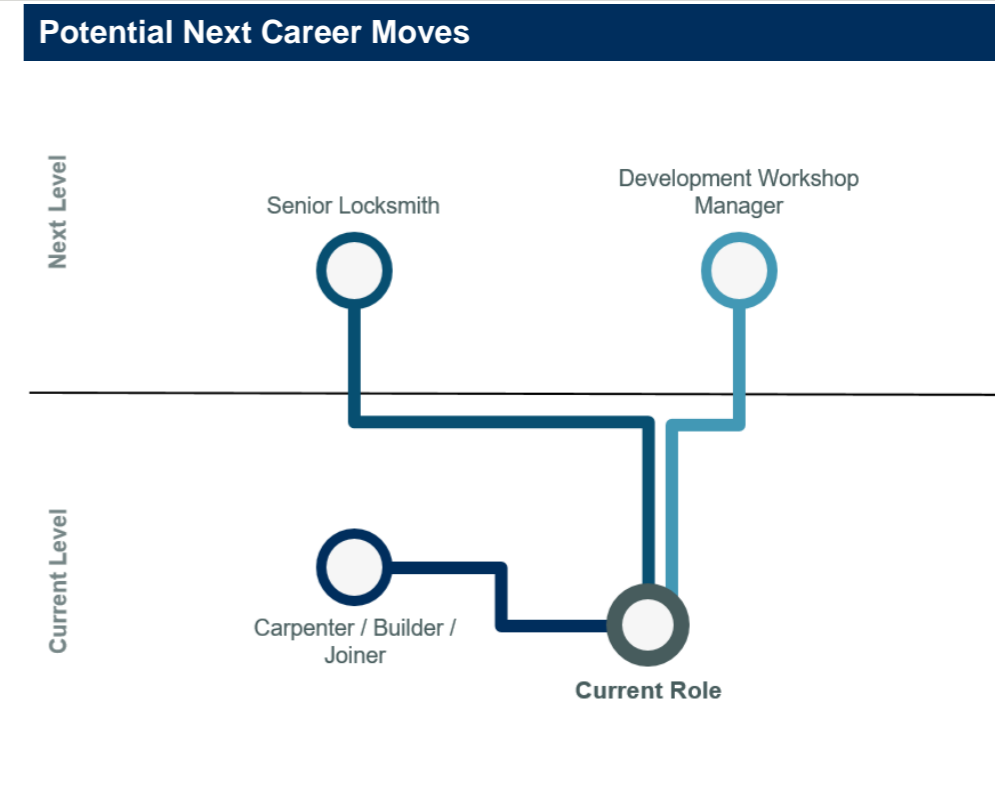 Potential Next Career Moves
Next Level
Senior Locksmith
Development Workshop
Manager
Current Level
Carpenter / Builder /
Joiner
Current Role